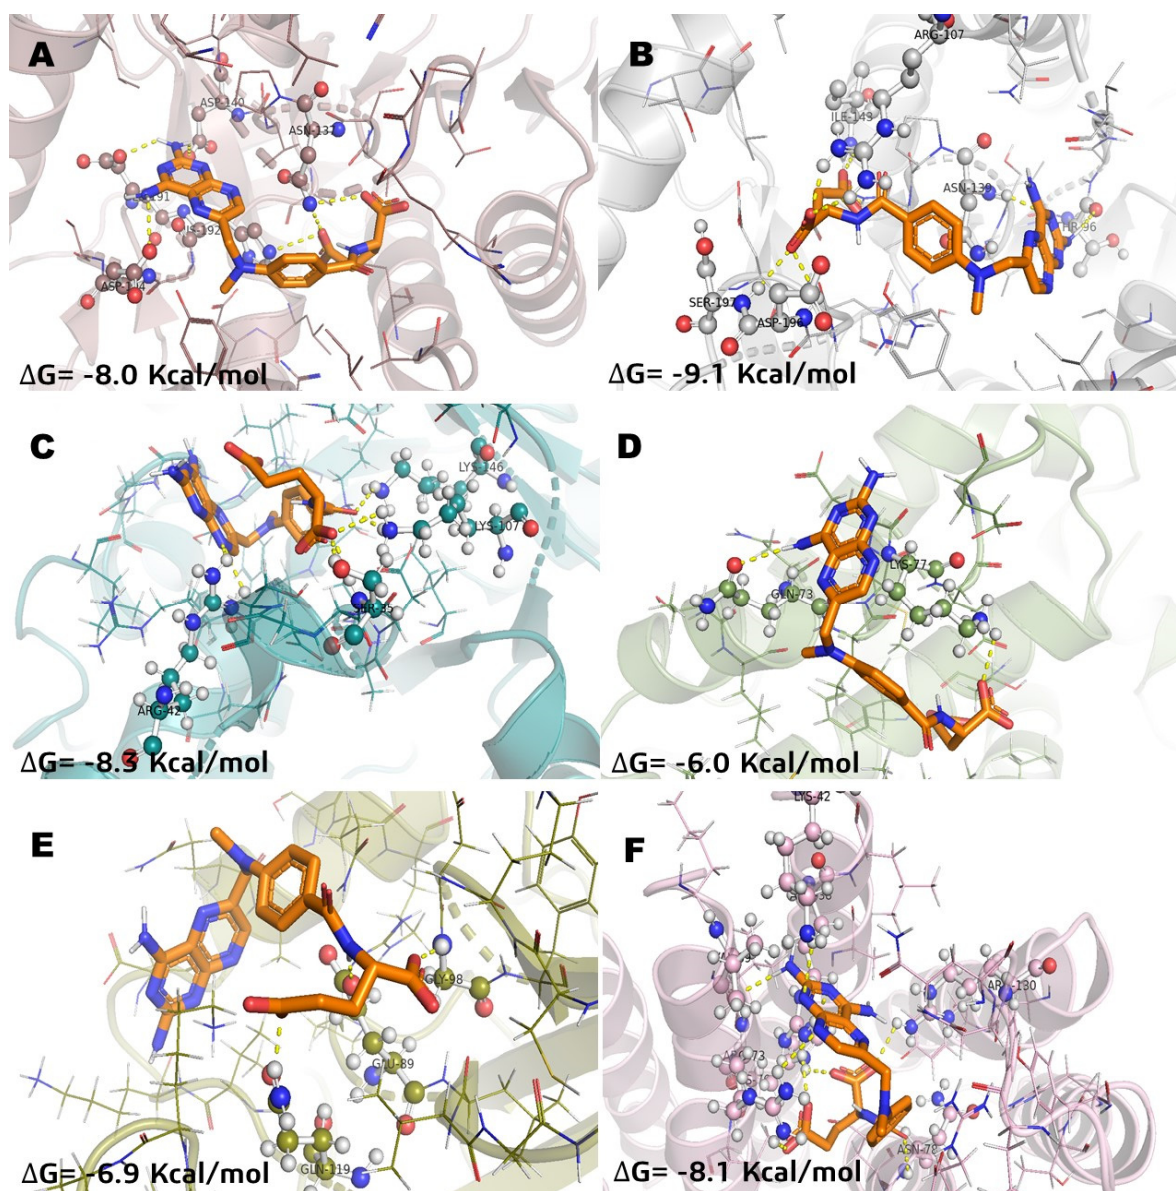 A
ASP-140
ASN-137
ASP-144
ΔG= -8.0 Kcal/mol
B
ARG-107
ILE-143
ASN-139
SER-197
ASP-196
ΔG= -9.1 Kcal/mol
C
LYS-146
LYS-107
SER-35
ARG-42
ΔG= -8.3 Kcal/mol
D
LYS-77
GLN-73
ΔG= -6.0 Kcal/mol
E
GLY-98
GLU-89
GLN-119
ΔG= -6.9 Kcal/mol
F
LYS-42
ARG-130
ASN-78
ΔG= -8.1 Kcal/mol